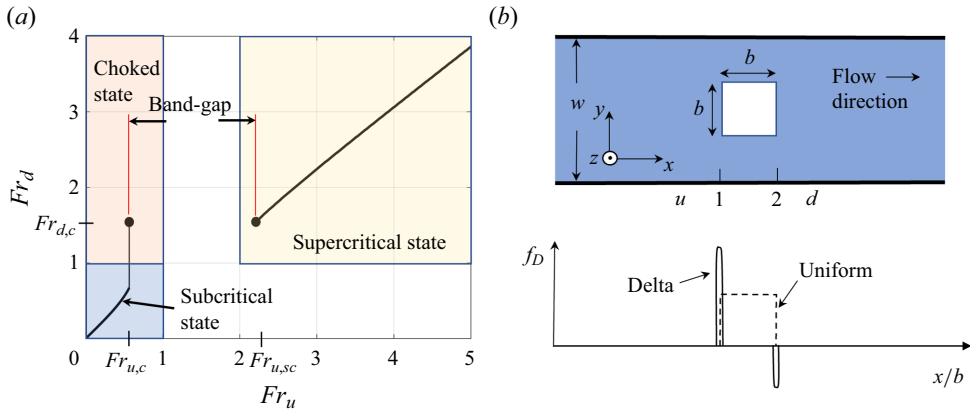 (a)
4
3
2
1
0
Fr_d
Fr_{d,c}
Choked
state
Band-gap
Supercritical state
Subcritical
state
1
2
3
4
5
Fr_{u,c}
Fr_{u,sc}
Fr_u
(b)
w
b
b
y
z
x
Flow
direction
u
1
2
d
f_D
Delta
Uniform
x/b